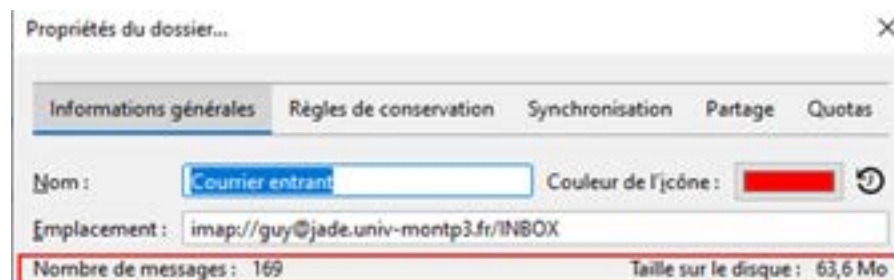 Propriétés du dossier...
Informations générales Règles de conservation Synchronisation Partage Quotas
Nom : Courrier entrant Couleur de l'icône :
Emplacement : imap://guy@jade.univ-montp3.fr/INBOX
Nombre de messages : 169 Taille sur le disque : 63,6 Mo